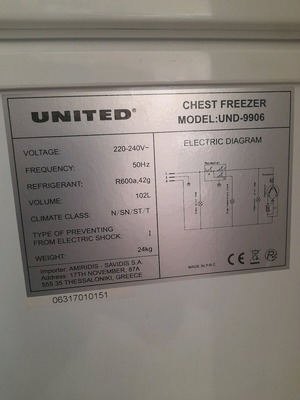 UNITED®
CHEST FREEZER
MODEL:UND-9906
VOLTAGE: 220-240V~
FREQUENCY: 50Hz
REFRIGERANT: R600a,42g
VOLUME 102L
CLIMATE CLASS: N/SN/ST/T
TYPE OF PREVENTING
FROM ELECTRIC SHOCK: I
WEIGHT: 24kg
Importer: AMIRIDIS - SAVIDIS S.A.
Address: 17TH NOVEMBER, 87A
555 35 THESSALONIKI, GREECE
ELECTRIC DIAGRAM
MADE IN P.R.C.
CE
06317010151